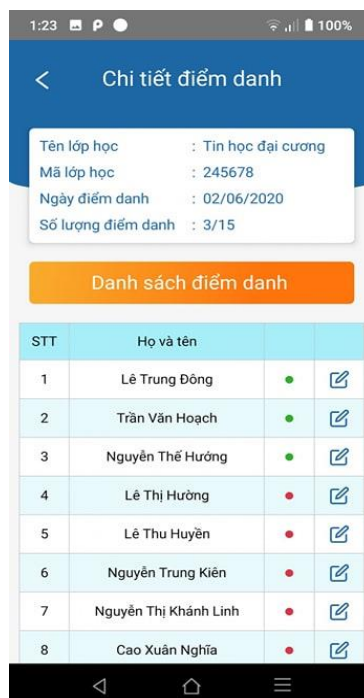 1:23 P 100%
Chi tiết điểm danh
Tên lớp học : Tin học đại cương
Mã lớp học : 245678
Ngày điểm danh : 02/06/2020
Số lượng điểm danh : 3/15
Danh sách điểm danh
STT Họ và tên
1 Lê Trung Đông
2 Trần Văn Hoạch
3 Nguyễn Thế Hướng
4 Lê Thị Hường
5 Lê Thu Huyền
6 Nguyễn Trung Kiên
7 Nguyễn Thị Khánh Linh
8 Cao Xuân Nghĩa